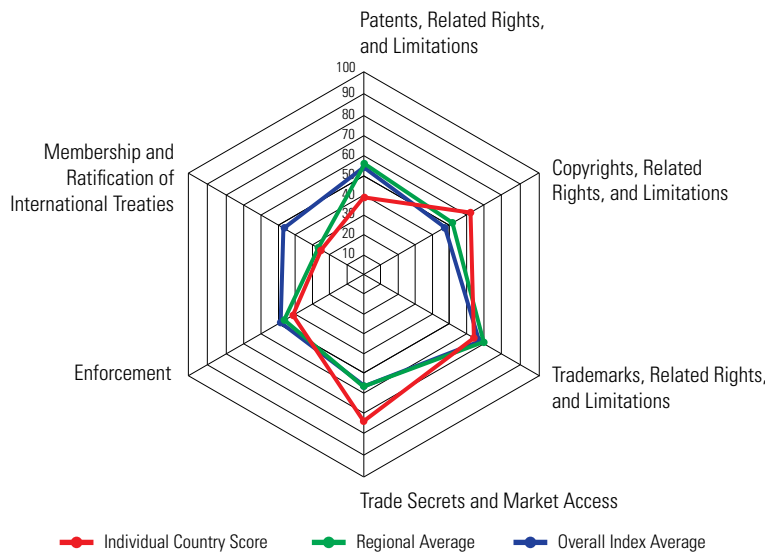 Patents, Related Rights,
and Limitations
100
90
80
70
60
50
40
30
20
10
Membership and
Ratification of
International Treaties
Copyrights, Related
Rights, and Limitations
Enforcement
Trademarks, Related Rights,
and Limitations
Trade Secrets and Market Access
Individual Country Score
Regional Average
Overall Index Average